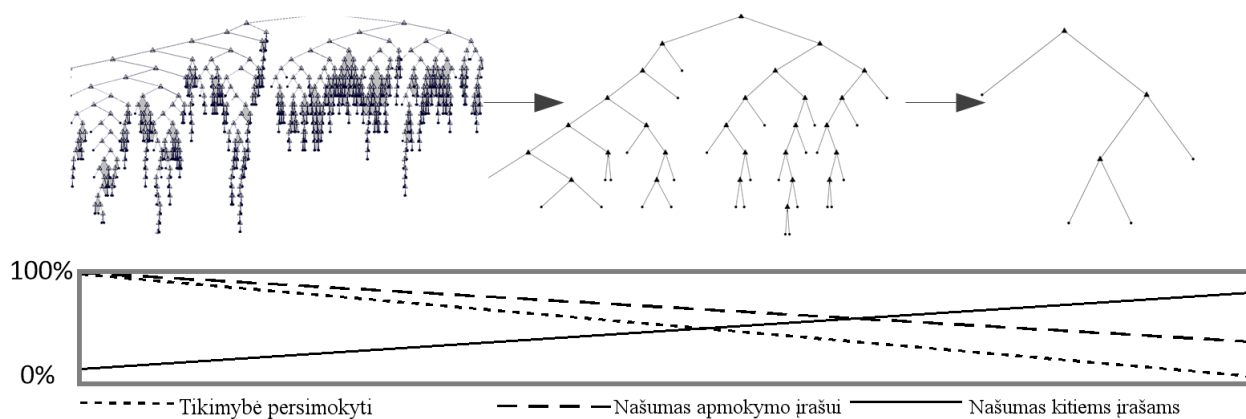 100%
0%
Tikimybė persimokyti
Našumas apmokymo įrašui
Našumas kitiems įrašams